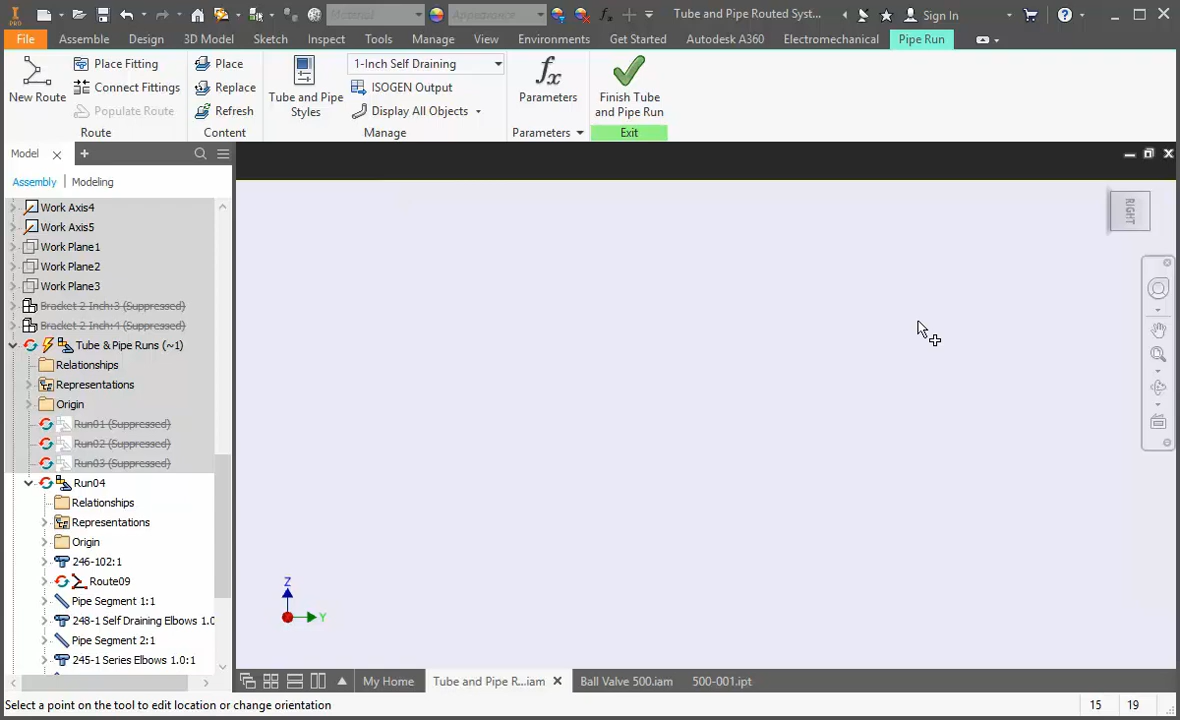 PRO
Material
Appearance
Tube and Pipe Routed Syst...
Sign In
File
Assemble
Design
3D Model
Sketch
Inspect
Tools
Manage
View
Environments
Get Started
Autodesk A360
Electromechanical
Pipe Run
New Route
Place Fitting
Connect Fittings
Populate Route
Route
Place
Replace
Refresh
Content
Tube and Pipe
Styles
1-Inch Self Draining
ISOGEN Output
Display All Objects
Manage
fx
Parameters
Parameters
Finish Tube
and Pipe Run
Exit
Model
Assembly
Modeling
Work Axis4
Work Axis5
Work Plane1
Work Plane2
Work Plane3
Bracket 2 Inch:3 (Suppressed)
Bracket 2 Inch:4 (Suppressed)
Tube & Pipe Runs (~1)
Relationships
Representations
Origin
Run01 (Suppressed)
Run02 (Suppressed)
Run03 (Suppressed)
Run04
Relationships
Representations
Origin
246-102:1
Route09
Pipe Segment 1:1
248-1 Self Draining Elbows 1.0
Pipe Segment 2:1
245-1 Series Elbows 1.0:1
RIGHT
Z
Y
My Home
Tube and Pipe R...iam
Ball Valve 500.iam
500-001.ipt
Select a point on the tool to edit location or change orientation
15
19